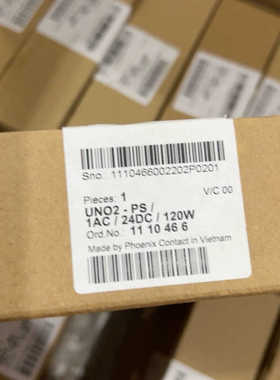 Sno.: 1110466002202P0201
Pieces: 1
V/C 00
UNO2 - PS /
1AC / 24DC / 120W
Ord.No.: 11 10 46 6
Made by Phoenix Contact in Vietnam